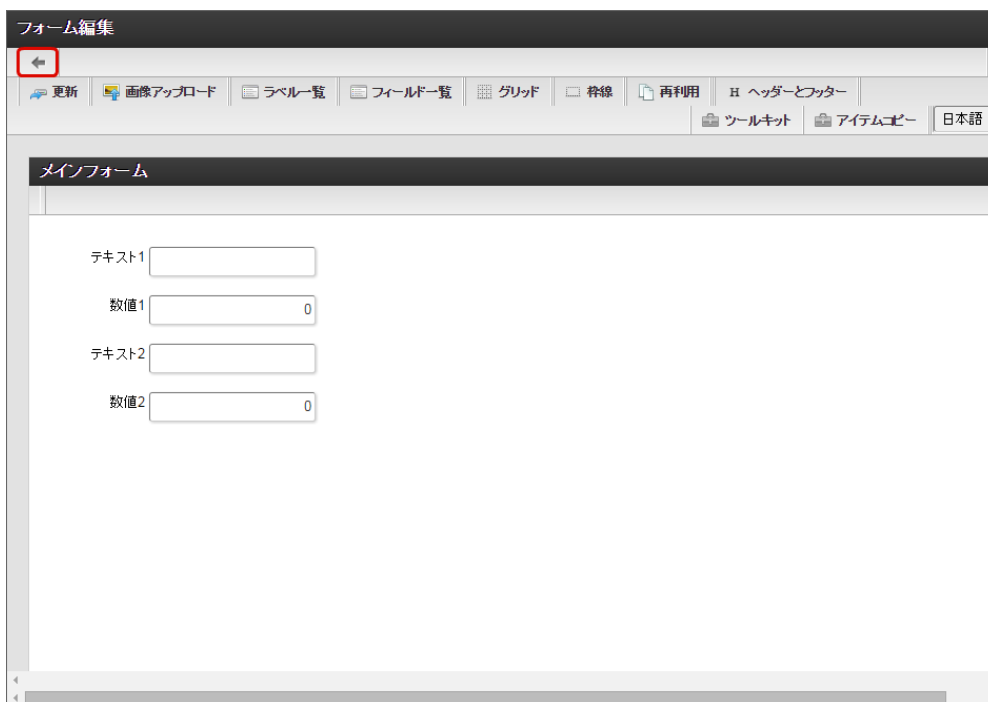 フォーム編集
更新 画像アップロード ラベル一覧 フィールド一覧 グリッド 枠線 再利用 H ヘッダーとフッター
ツールキット アイテムコピー 日本語
メインフォーム
テキスト1
数値1 0
テキスト2
数値2 0